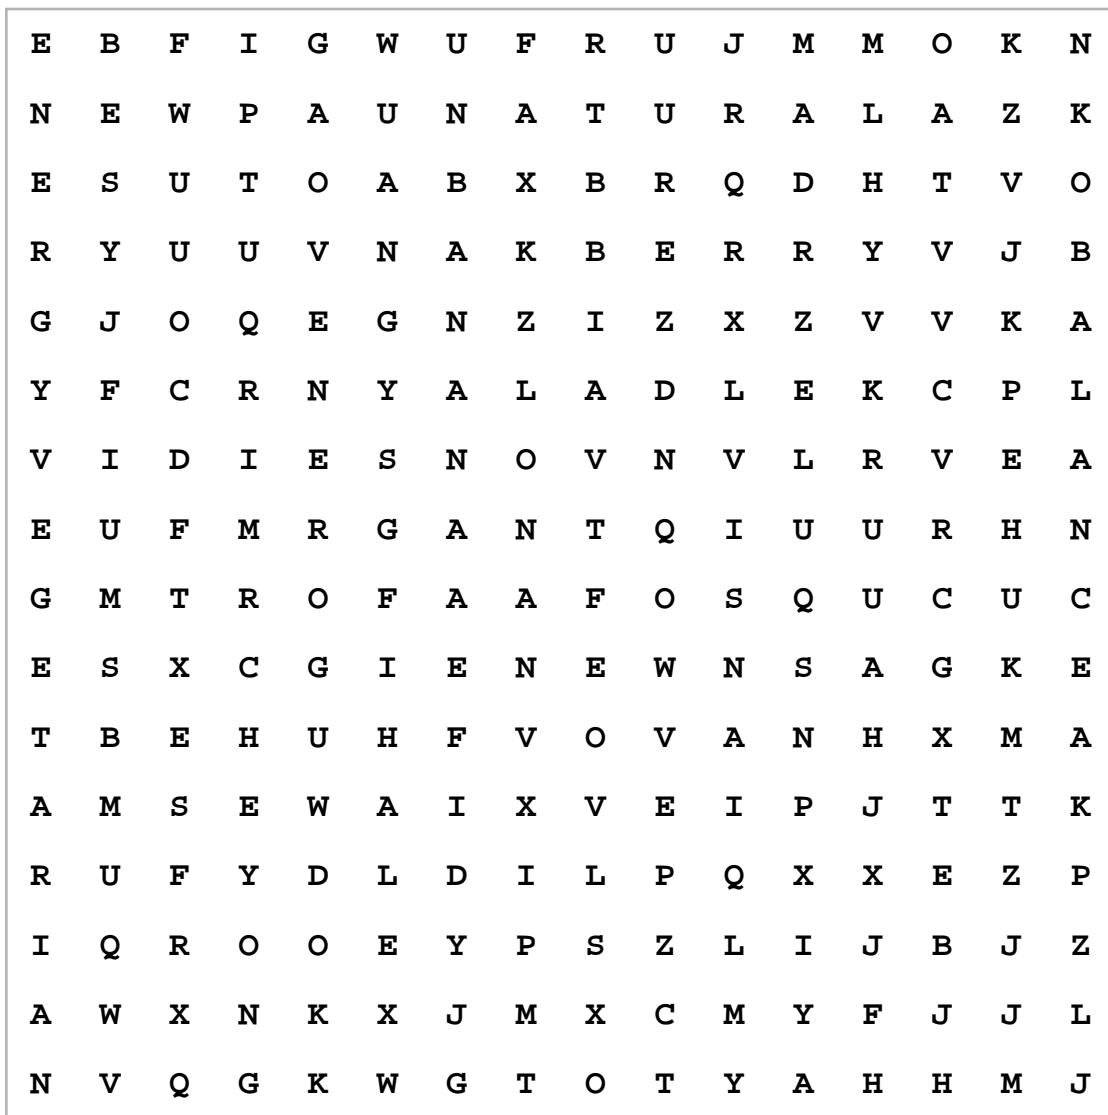 E B F I G W U F R U J M M O K N
N E W P A U N A T U R A L A Z K
E S U T O A B X B R Q D H T V O
R Y U U V N A K B E R R Y V J B
G J O Q E G N Z I Z X Z V V K A
Y F C R N Y A L A D L E K C P L
V I D I E S N O V N V L R V E A
E U F M R G A N T Q I U U R H N
G M T R O F A A F O S Q U C U C
E S X C G I E N E W N S A G K E
T B E H U H F V O V A N H X M A
A M S E W A I X V E I P J T T K
R U F Y D L D I L P Q X X E Z P
I Q R O O E Y P S Z L I J B J Z
A W X N K X J M X C M Y F J J L
N V Q G K W G T O T Y A H H M J